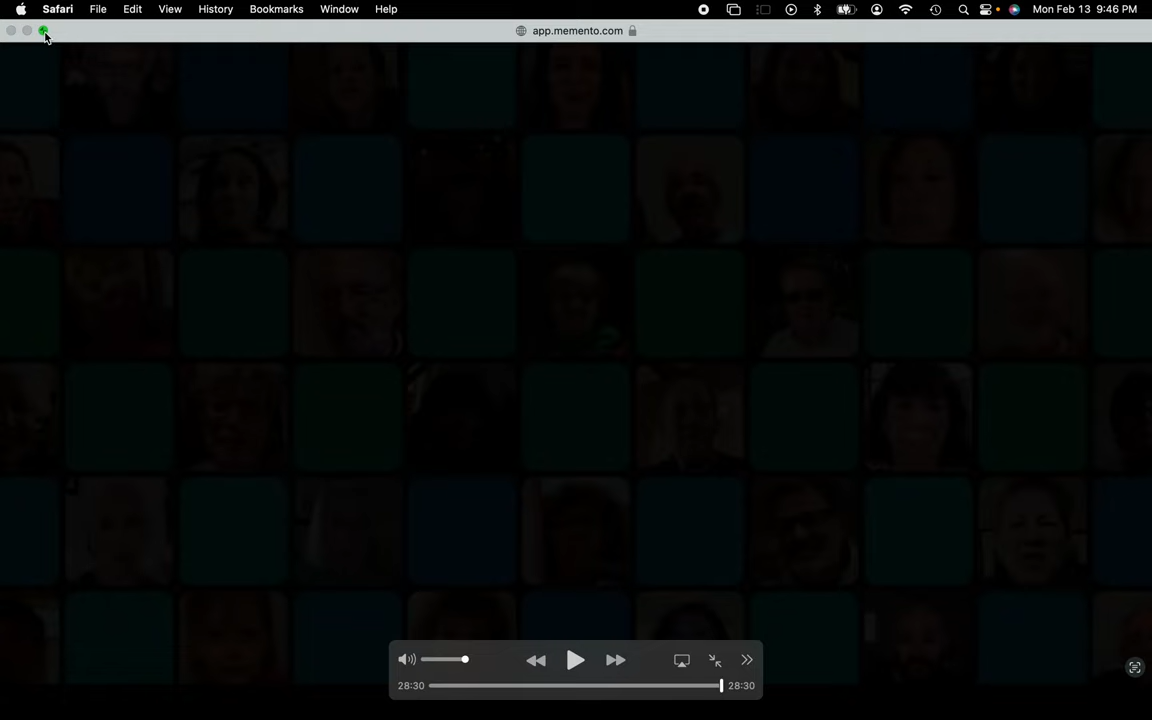 Safari File Edit View History Bookmarks Window Help Mon Feb 13 9:46 PM
app.memento.com
28:30 28:30